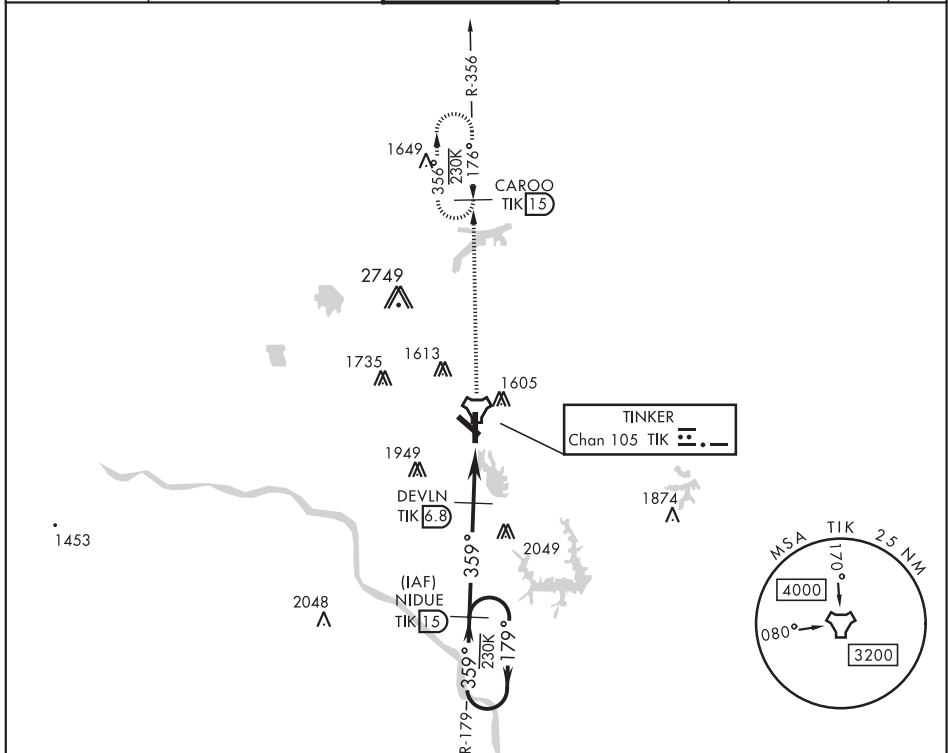 R-356
1649
356°
230K
176°
CAROO
TIK 15
2749
1735
1613
1605
TINKER
Chan 105 TIK
1949
DEVLN
TIK 6.8
1874
1453
2049
359°
(IAF)
NIDUE
TIK 15
2048
359°
230K
179°
R-179
MSA TIK 25 NM
170°
4000
080°
3200